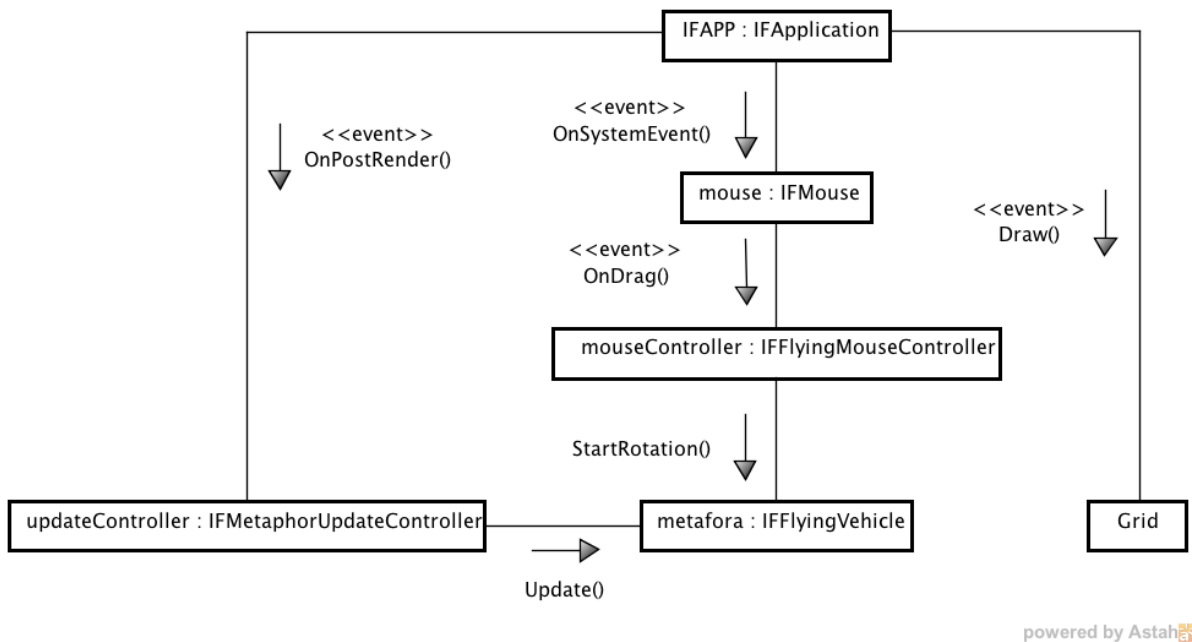 IFAPP : IFApplication
<<event>>
OnSystemEvent()
<<event>>
OnPostRender()
mouse : IFMouse
<<event>>
Draw()
<<event>>
OnDrag()
mouseController : IFFlyingMouseController
StartRotation()
updateController : IFMetaphorUpdateController
metafora : IFFlyingVehicle
Grid
Update()
powered by Astah